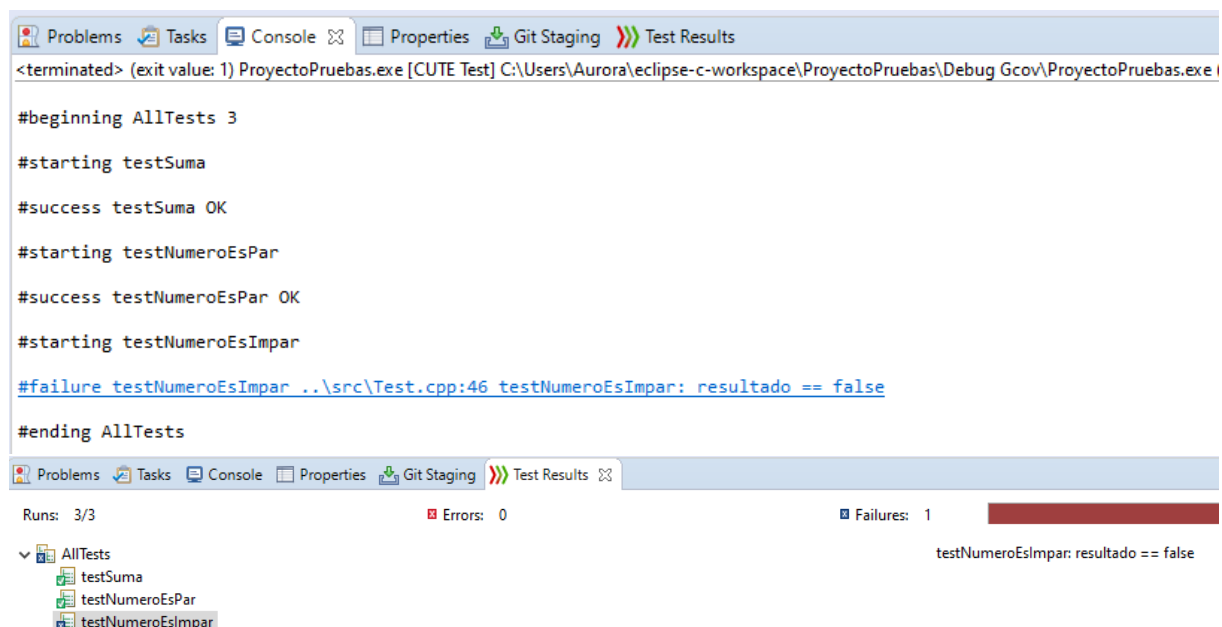 Problems Tasks Console Properties Git Staging Test Results
<terminated> (exit value: 1) ProyectoPruebas.exe [CUTE Test] C:\Users\Aurora\eclipse-c-workspace\ProyectoPruebas\Debug Gcov\ProyectoPruebas.exe (
#beginning AllTests 3
#starting testSuma
#success testSuma OK
#starting testNumeroEsPar
#success testNumeroEsPar OK
#starting testNumeroEsImpar
#failure testNumeroEsImpar ..\src\Test.cpp:46 testNumeroEsImpar: resultado == false
#ending AllTests
Problems Tasks Console Properties Git Staging Test Results
Runs: 3/3 Errors: 0 Failures: 1
AllTests testNumeroEsImpar: resultado == false
testSuma
testNumeroEsPar
testNumeroEsImpar